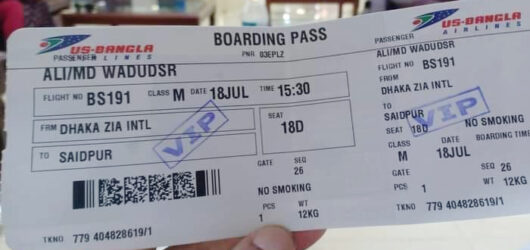 US-BANGLA
AIRLINES
BOARDING PASS
PASSENGER
PNR 03EPLZ
ALI/MD WADUDSR
FLIGHT NO BS191 CLASS M DATE 18JUL TIME 15:30
FROM DHAKA ZIA INTL
SEAT
18D
TO SAIDPUR
VIP
GATE SEQ
26
NO SMOKING
PCS WT
1 12KG
TKNO 779 404828619/1
PASSENGER
US-BANGLA
AIRLINES
ALI/MD WADUDSR
FROM
DHAKA ZIA INTL
TO
SAIDPUR
VIP
SEAT 18D NO SMOKING
CLASS DATE BOARDING TIME
M 18JUL
GATE SEQ
26
PCS WT
1 12KG
TKNO
779 404828619/1